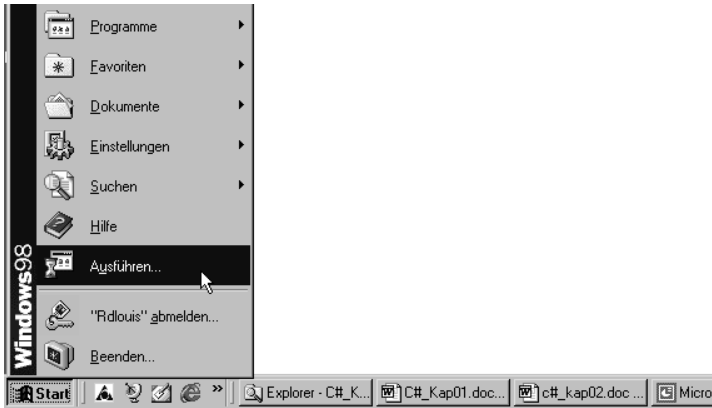 Programme
Favoriten
Dokumente
Einstellungen
Suchen
Hilfe
Ausführen...
"Rdlouis" abmelden...
Beenden...
Windows98
Start
»
Explorer - C#_K...
C#_Kap01.doc...
c#_kap02.doc ...
Micro